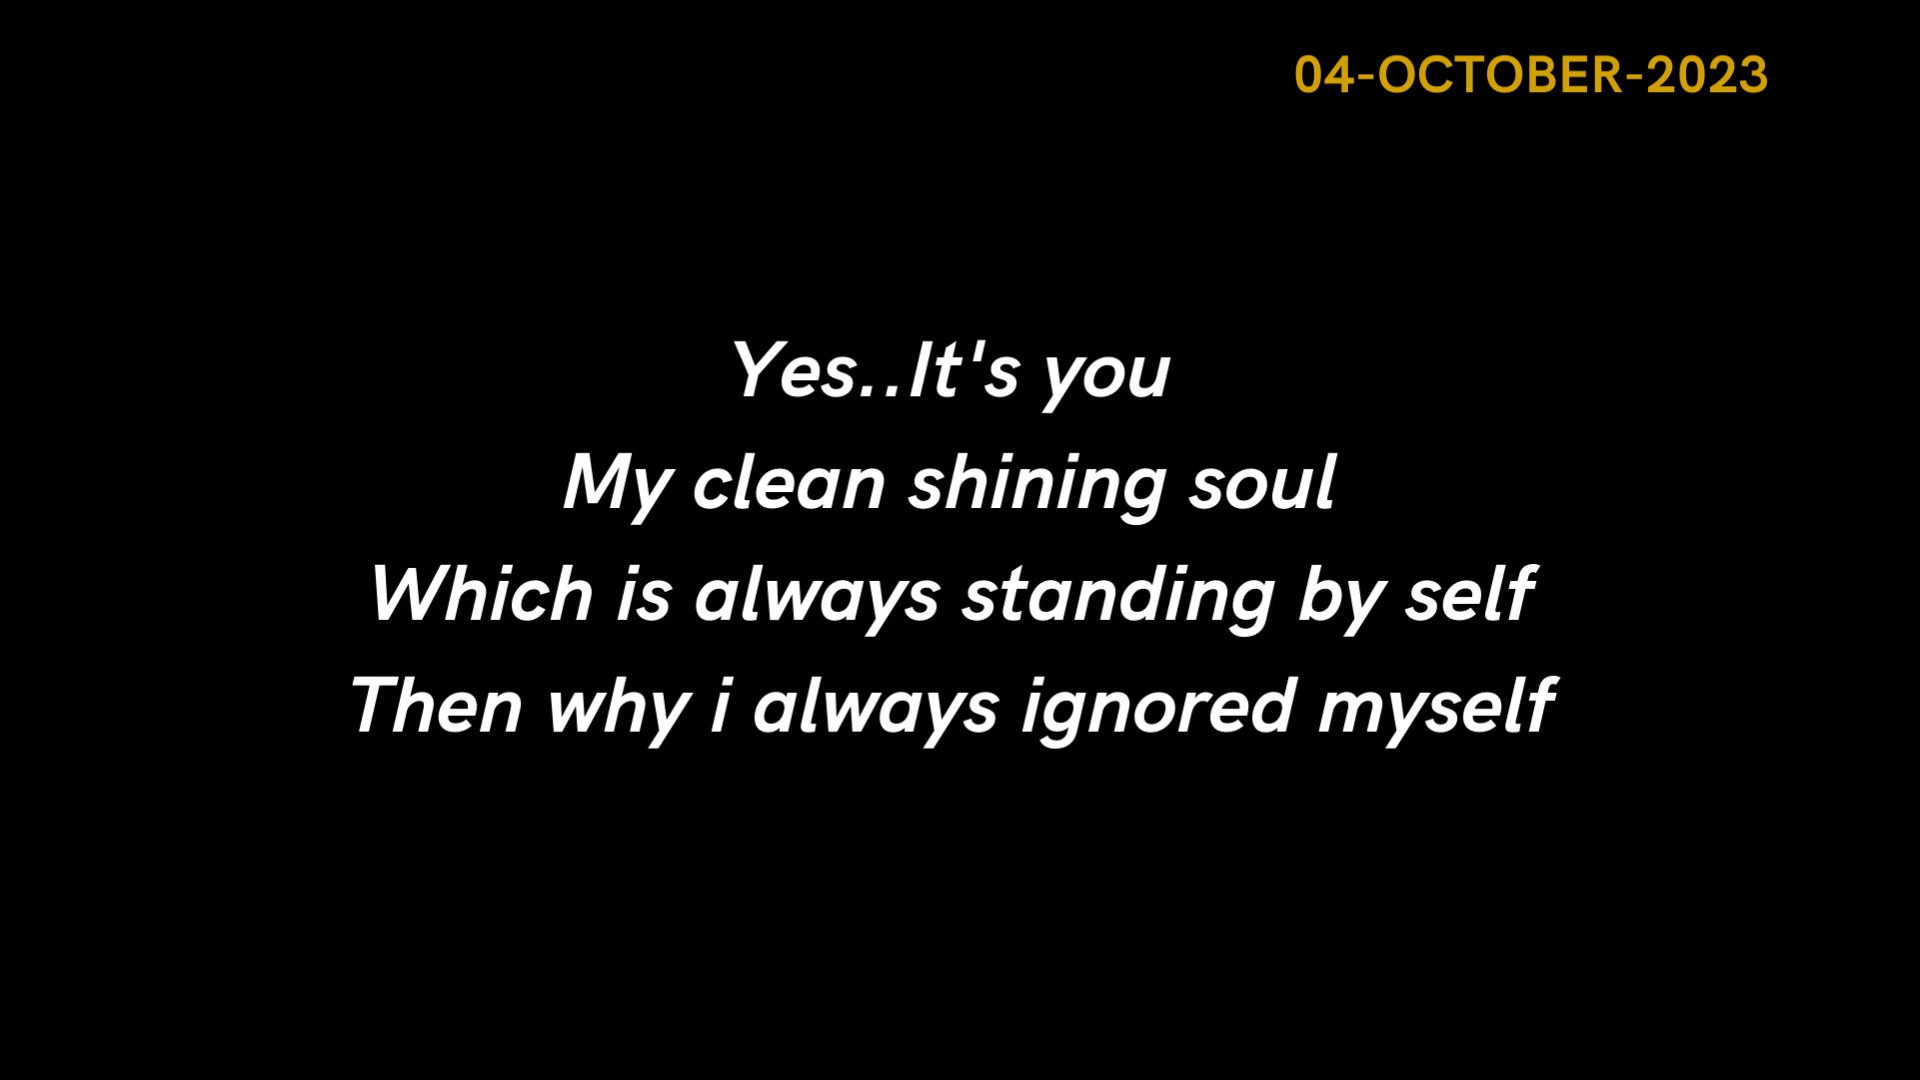 04-OCTOBER-2023
Yes..It's you
My clean shining soul
Which is always standing by self
Then why i always ignored myself